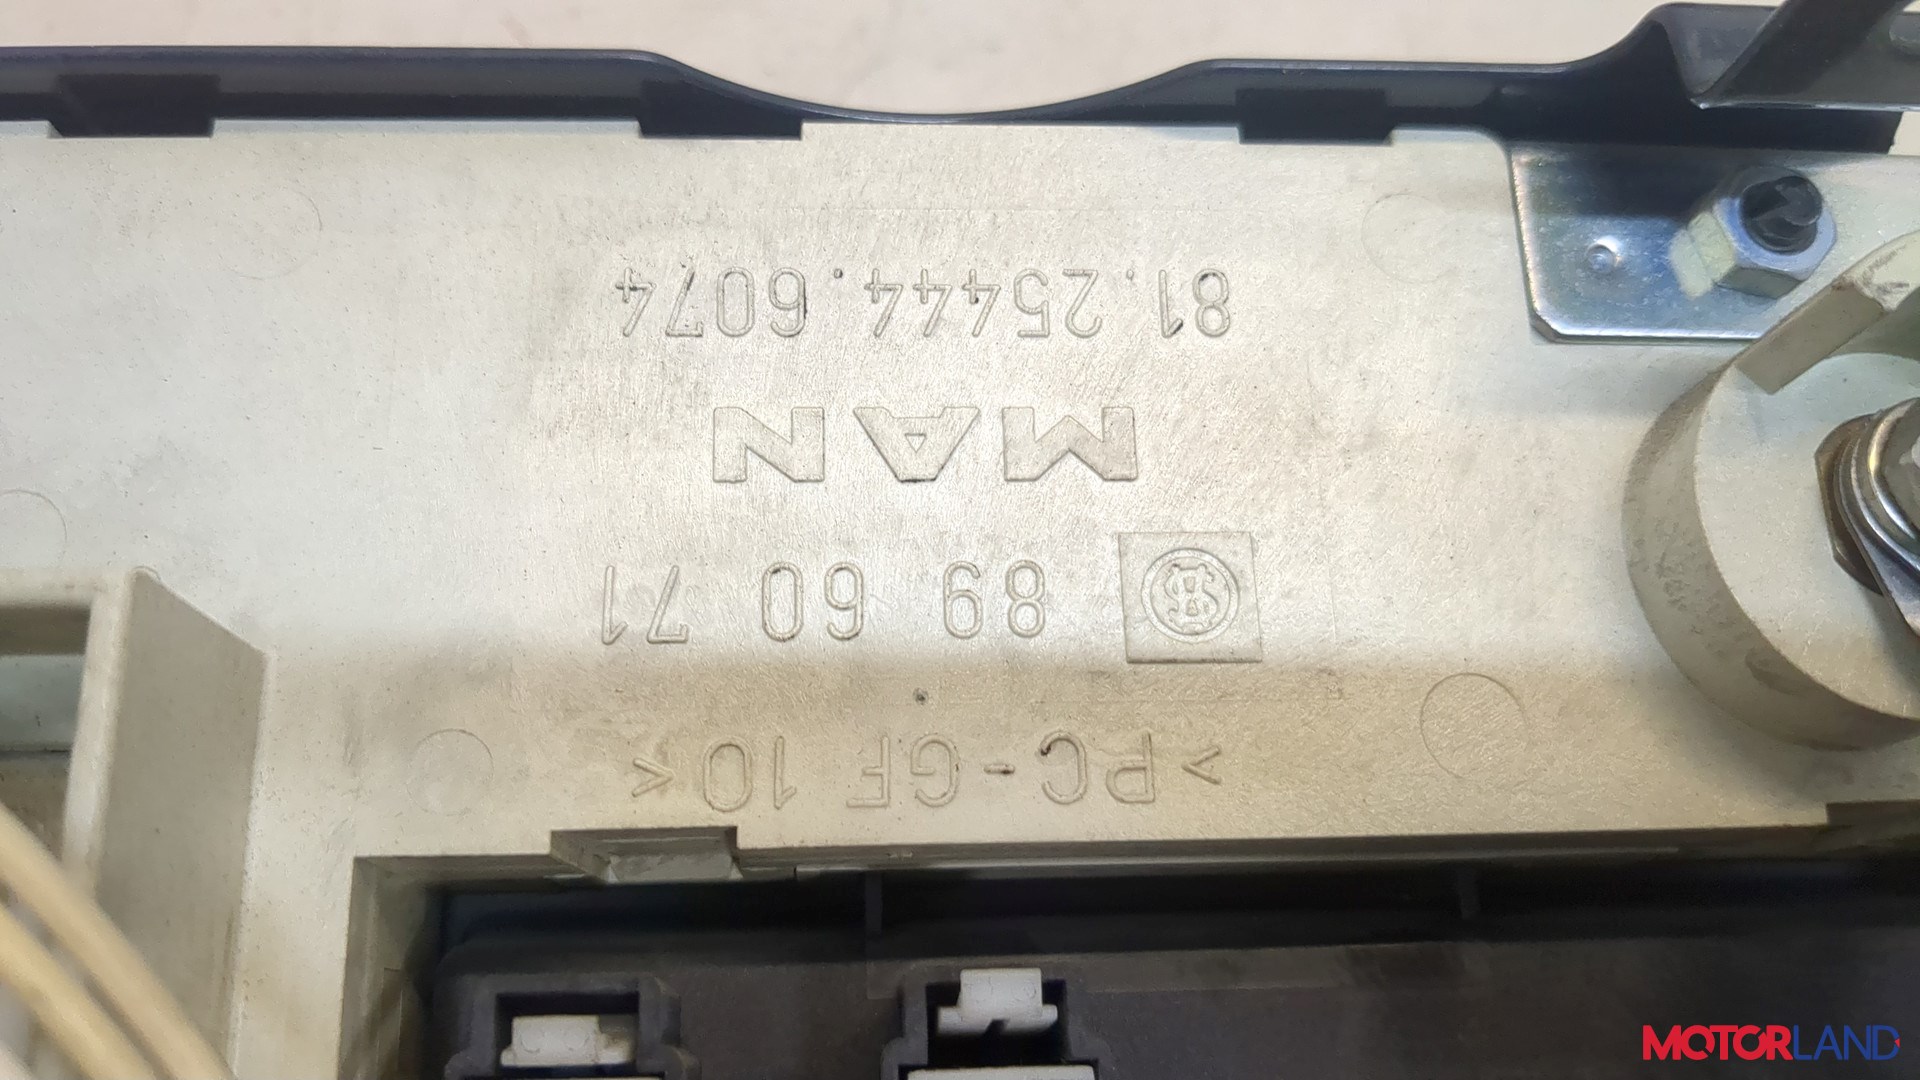 81.25444.6074
MAN
89 60 71
>PC-GF 10<
MOTORLAND